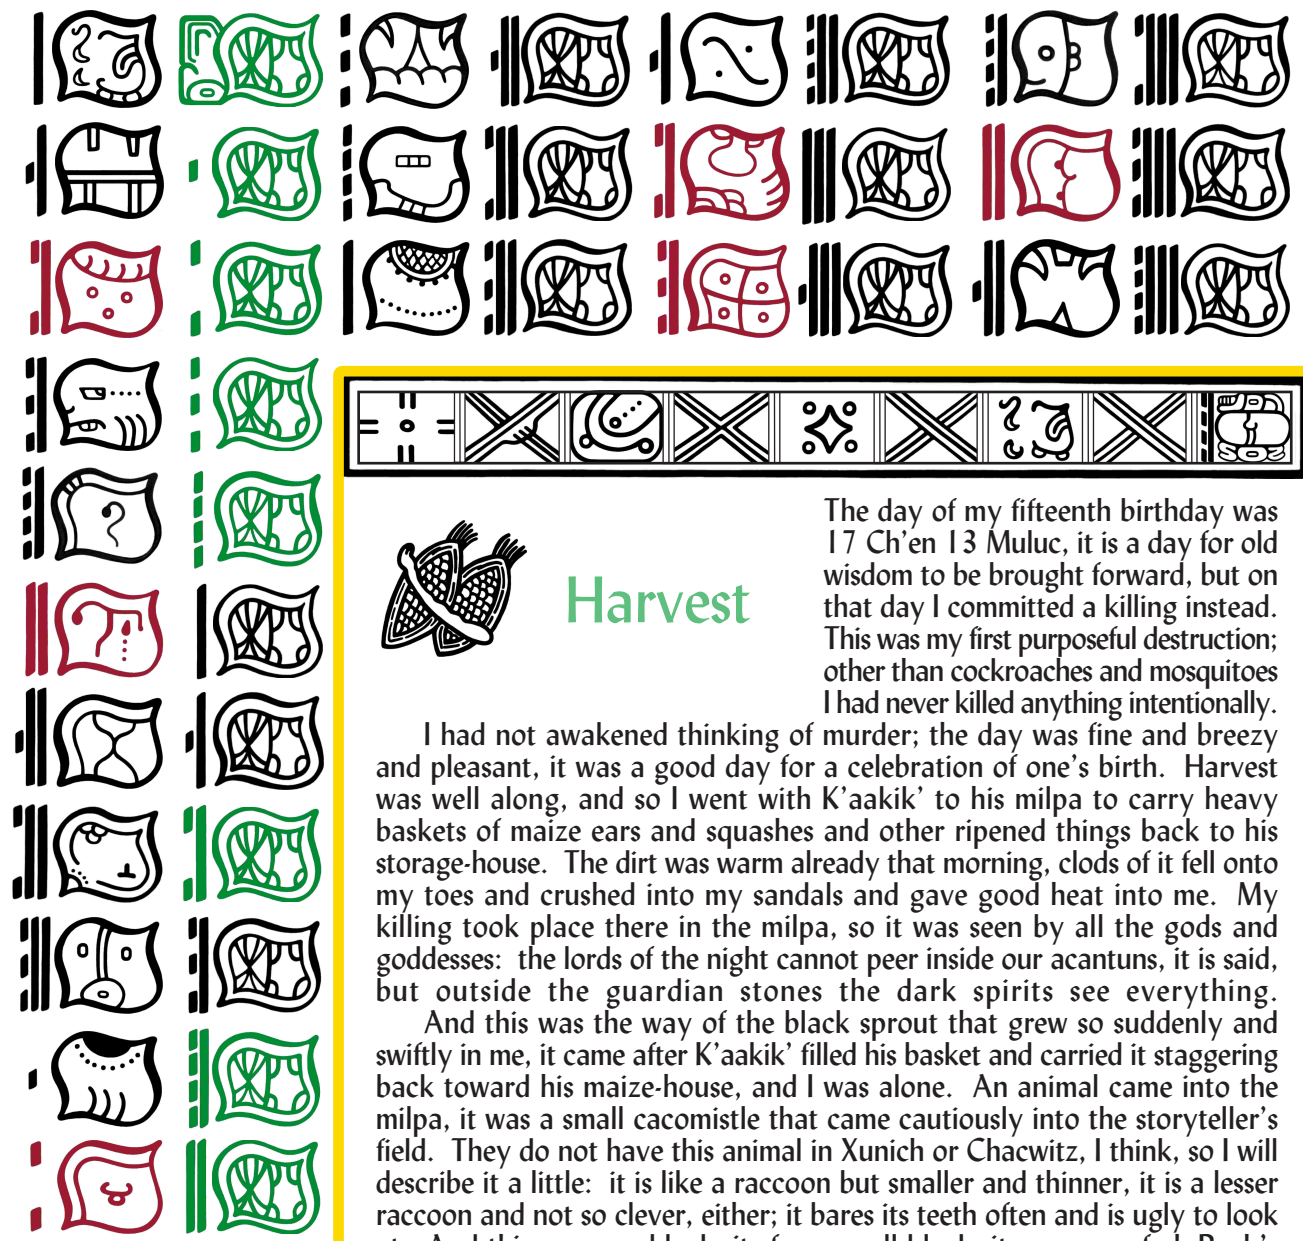 Harvest
The day of my fifteenth birthday was
17 Ch'en 13 Muluc, it is a day for old
wisdom to be brought forward, but on
that day I committed a killing instead.
This was my first purposeful destruction;
other than cockroaches and mosquitoes
I had never killed anything intentionally.
I had not awakened thinking of murder; the day was fine and breezy
and pleasant, it was a good day for a celebration of one's birth. Harvest
was well along, and so I went with K'aakik' to his milpa to carry heavy
baskets of maize ears and squashes and other ripened things back to his
storage-house. The dirt was warm already that morning, clods of it fell onto
my toes and crushed into my sandals and gave good heat into me. My
killing took place there in the milpa, so it was seen by all the gods and
goddesses: the lords of the night cannot peer inside our acantuns, it is said,
but outside the guardian stones the dark spirits see everything.
And this was the way of the black sprout that grew so suddenly and
swiftly in me, it came after K'aakik' filled his basket and carried it staggering
back toward his maize-house, and I was alone. An animal came into the
milpa, it was a small cacomistle that came cautiously into the storyteller's
field. They do not have this animal in Xunich or Chacwitz, I think, so I will
describe it a little: it is like a raccoon but smaller and thinner, it is a lesser
raccoon and not so clever, either; it bares its teeth often and is ugly to look